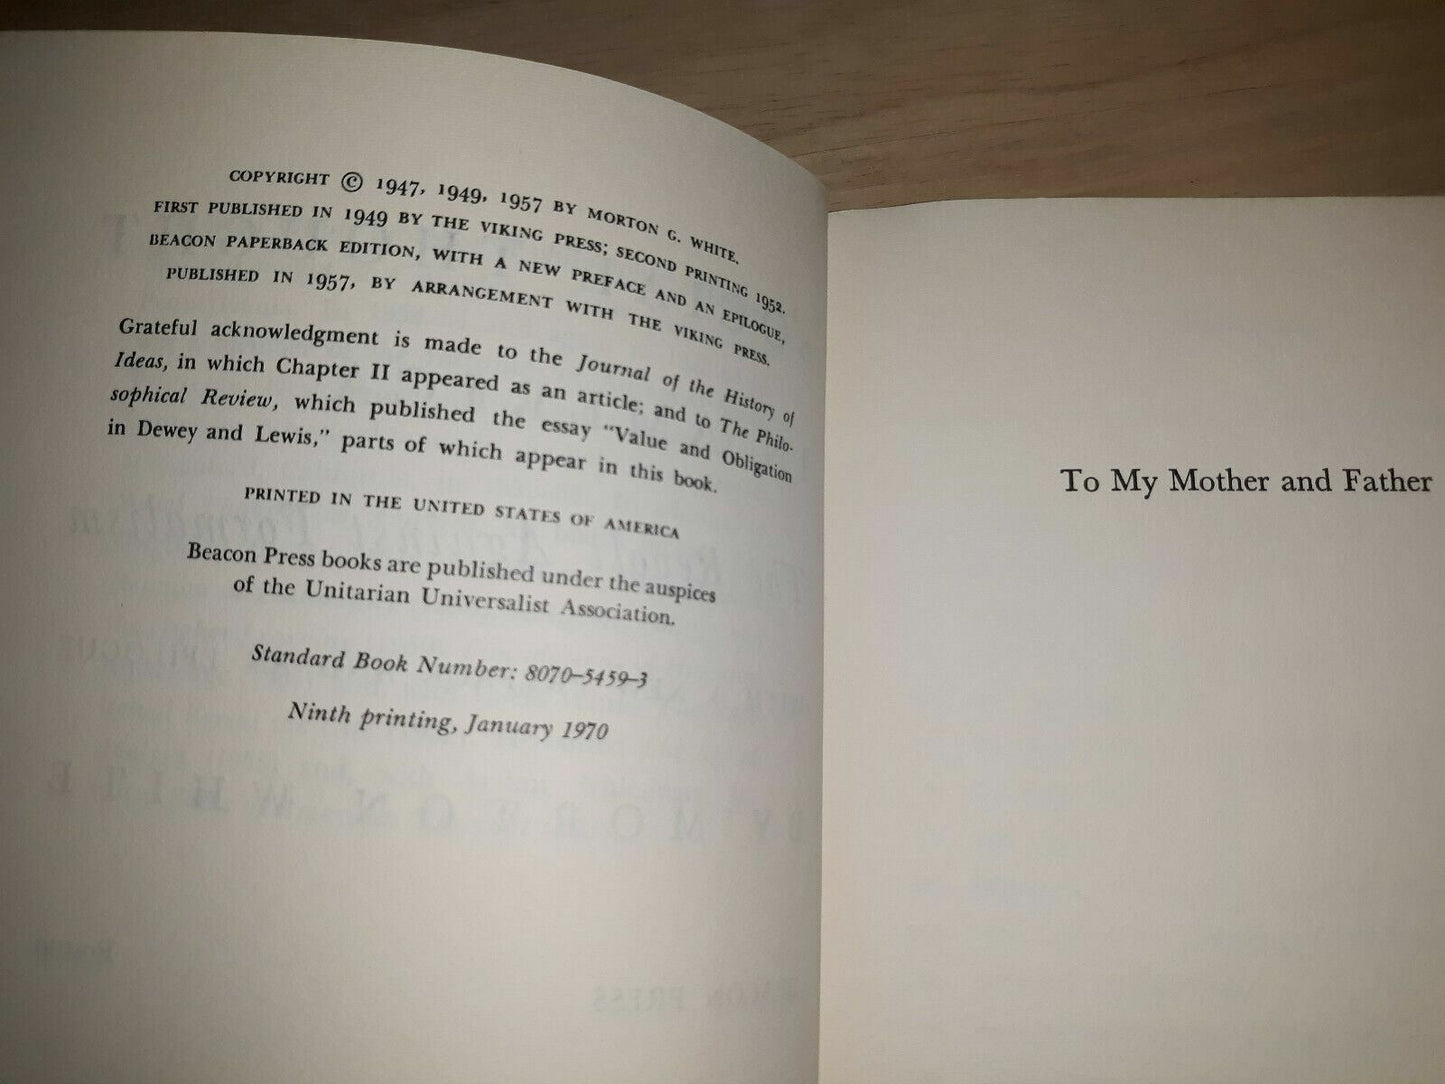 COPYRIGHT © 1947, 1949, 1957 BY MORTON G. WHITE.
FIRST PUBLISHED IN 1949 BY THE VIKING PRESS; SECOND PRINTING 1952.
BEACON PAPERBACK EDITION, WITH A NEW PREFACE AND AN EPILOGUE,
PUBLISHED IN 1957, BY ARRANGEMENT WITH THE VIKING PRESS.
Grateful acknowledgment is made to the Journal of the History of
Ideas, in which Chapter II appeared as an article; and to The Philo-
sophical Review, which published the essay "Value and Obligation
in Dewey and Lewis," parts of which appear in this book.
PRINTED IN THE UNITED STATES OF AMERICA
Beacon Press books are published under the auspices
of the Unitarian Universalist Association.
Standard Book Number: 8070–5459–3
Ninth printing, January 1970
To My Mother and Father